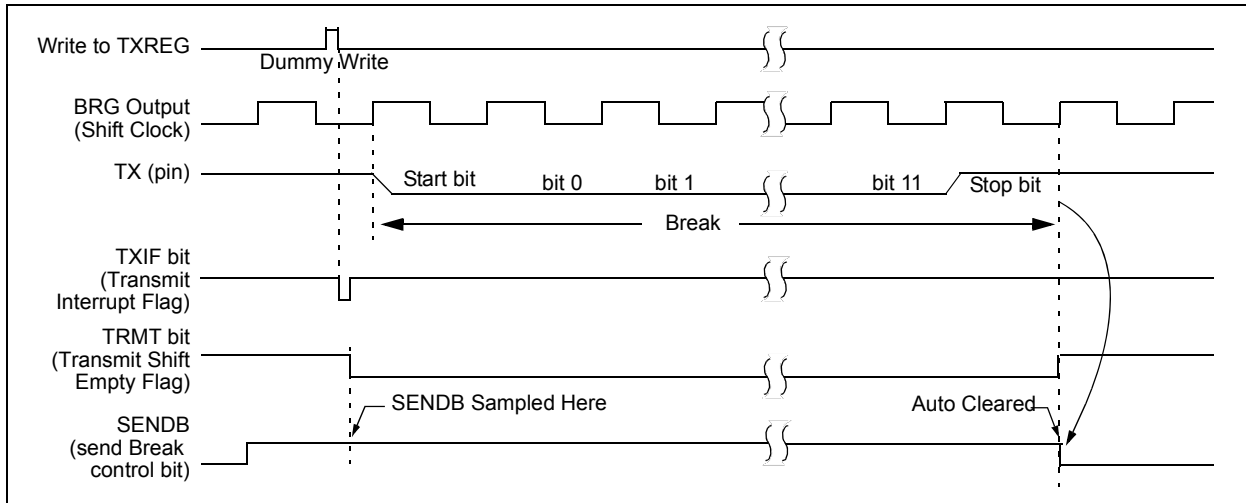 Write to TXREG
Dummy Write
BRG Output
(Shift Clock)
TX (pin)
Start bit
bit 0
bit 1
bit 11
Stop bit
Break
TXIF bit
(Transmit
Interrupt Flag)
TRMT bit
(Transmit Shift
Empty Flag)
SENDB Sampled Here
Auto Cleared
SENDB
(send Break
control bit)